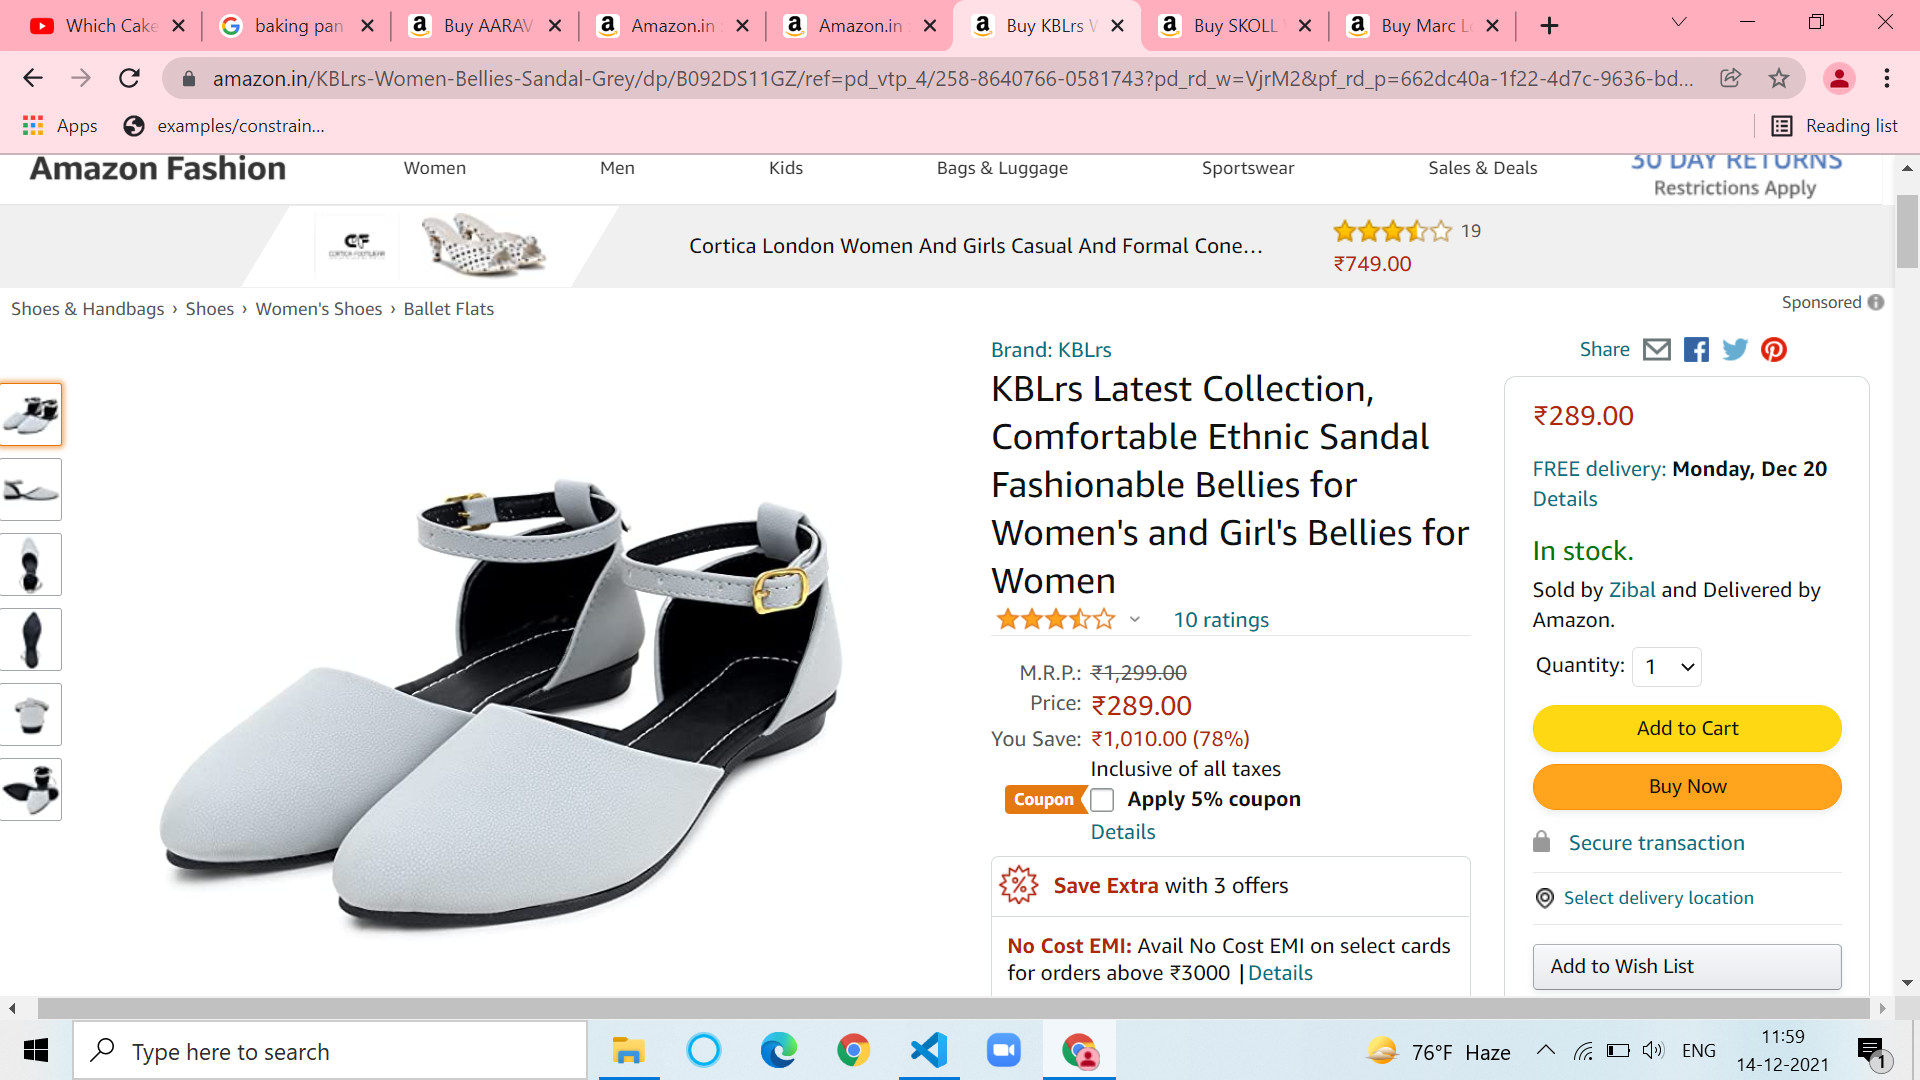 Which Cake
baking pan
Buy AARAV
Amazon.in
Amazon.in
Buy KBLrs W
Buy SKOLL
Buy Marc Lo
amazon.in/KBLrs-Women-Bellies-Sandal-Grey/dp/B092DS11GZ/ref=pd_vtp_4/258-8640766-0581743?pd_rd_w=VjrM2&pf_rd_p=662dc40a-1f22-4d7c-9636-bd...
Apps
examples/constrain...
Reading list
Amazon Fashion
Women
Men
Kids
Bags & Luggage
Sportswear
Sales & Deals
30 DAY RETURNS
Restrictions Apply
CORTICA FOOTWEAR
Cortica London Women And Girls Casual And Formal Cone...
19
₹749.00
Sponsored
Shoes & Handbags › Shoes › Women's Shoes › Ballet Flats
Brand: KBLrs
KBLrs Latest Collection,
Comfortable Ethnic Sandal
Fashionable Bellies for
Women's and Girl's Bellies for
Women
10 ratings
M.R.P.: ₹1,299.00
Price: ₹289.00
You Save: ₹1,010.00 (78%)
Inclusive of all taxes
Coupon Apply 5% coupon
Details
Save Extra with 3 offers
No Cost EMI: Avail No Cost EMI on select cards
for orders above ₹3000 | Details
Share
₹289.00
FREE delivery: Monday, Dec 20
Details
In stock.
Sold by Zibal and Delivered by
Amazon.
Quantity: 1
Add to Cart
Buy Now
Secure transaction
Select delivery location
Add to Wish List
Type here to search
76°F Haze
ENG
11:59
14-12-2021
1